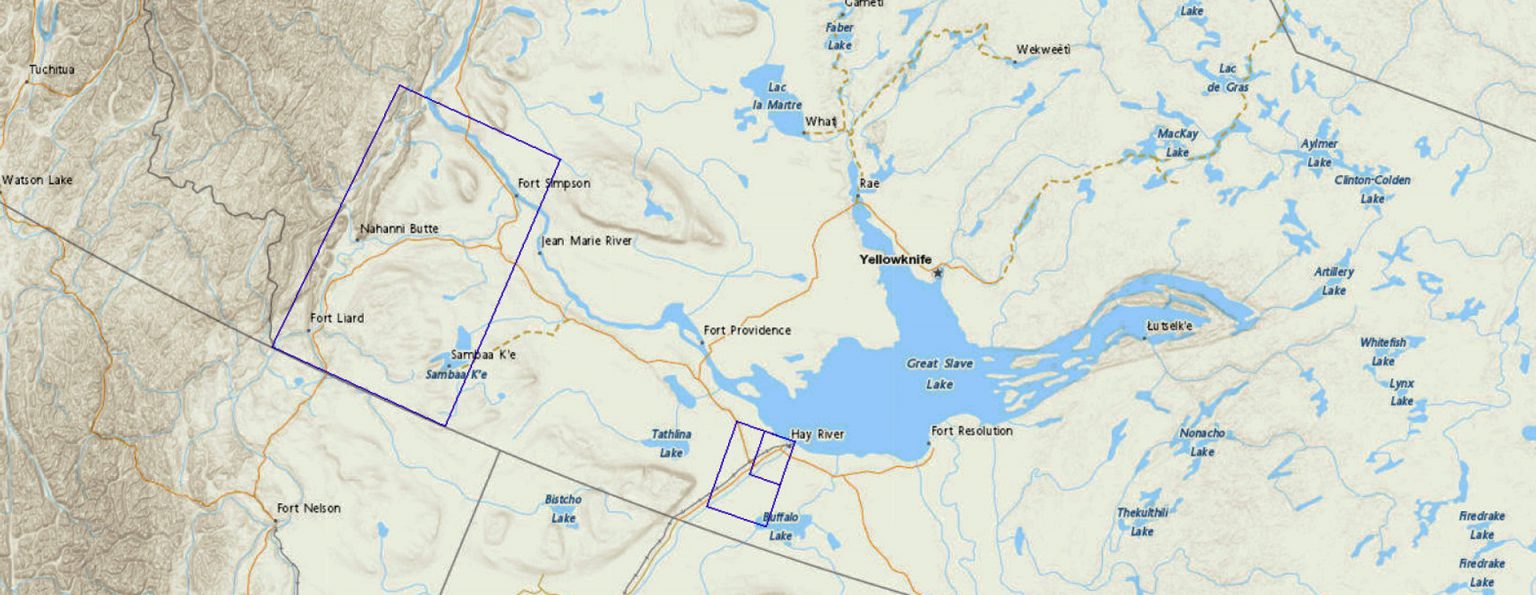 Gamètì
Faber
Lake
Lake
Wekweètì
Tuchitua
Lac
la Martre
Lac
de Gras
Whatì
MacKay
Lake
Aylmer
Lake
Watson Lake
Fort Simpson
Rae
Clinton-Colden
Lake
Nahanni Butte
Jean Marie River
Yellowknife
Artillery
Lake
Fort Liard
Fort Providence
Łutselk'e
Sambaa K'e
Sambaa K'e
Great Slave
Lake
Whitefish
Lake
Lynx
Lake
Tathlina
Lake
Hay River
Fort Resolution
Nonacho
Lake
Bistcho
Lake
Fort Nelson
Buffalo
Lake
Thekulthili
Lake
Firedrake
Lake
Firedrake
Lake